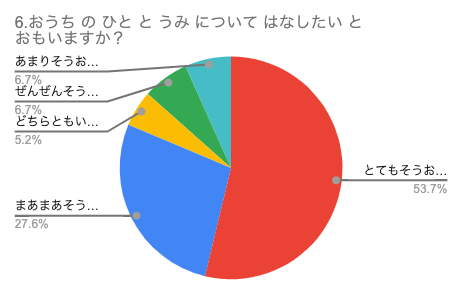 6.おうち の ひと と うみ について はなしたい と
おもいますか？
あまりそうお…
6.7%
ぜんぜんそう…
6.7%
どちらともい…
5.2%
まあまあそう…
27.6%
とてもそうお…
53.7%